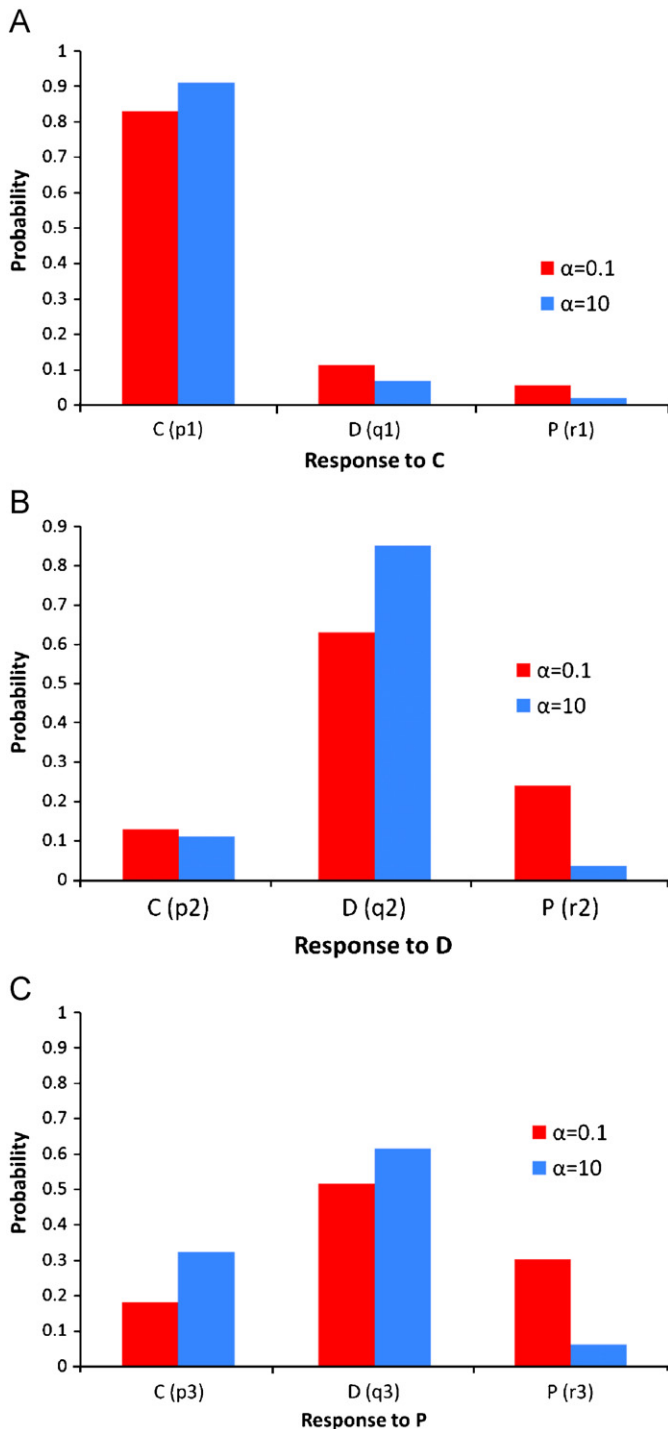 A
1
0.9
0.8
0.7
0.6
0.5
0.4
0.3
0.2
0.1
0
Probability
α=0.1
α=10
C (p1) D (q1) P (r1)
Response to C
B
0.9
0.8
0.7
0.6
0.5
0.4
0.3
0.2
0.1
0
Probability
α=0.1
α=10
C (p2) D (q2) P (r2)
Response to D
C
1
0.9
0.8
0.7
0.6
0.5
0.4
0.3
0.2
0.1
0
Probability
α=0.1
α=10
C (p3) D (q3) P (r3)
Response to P